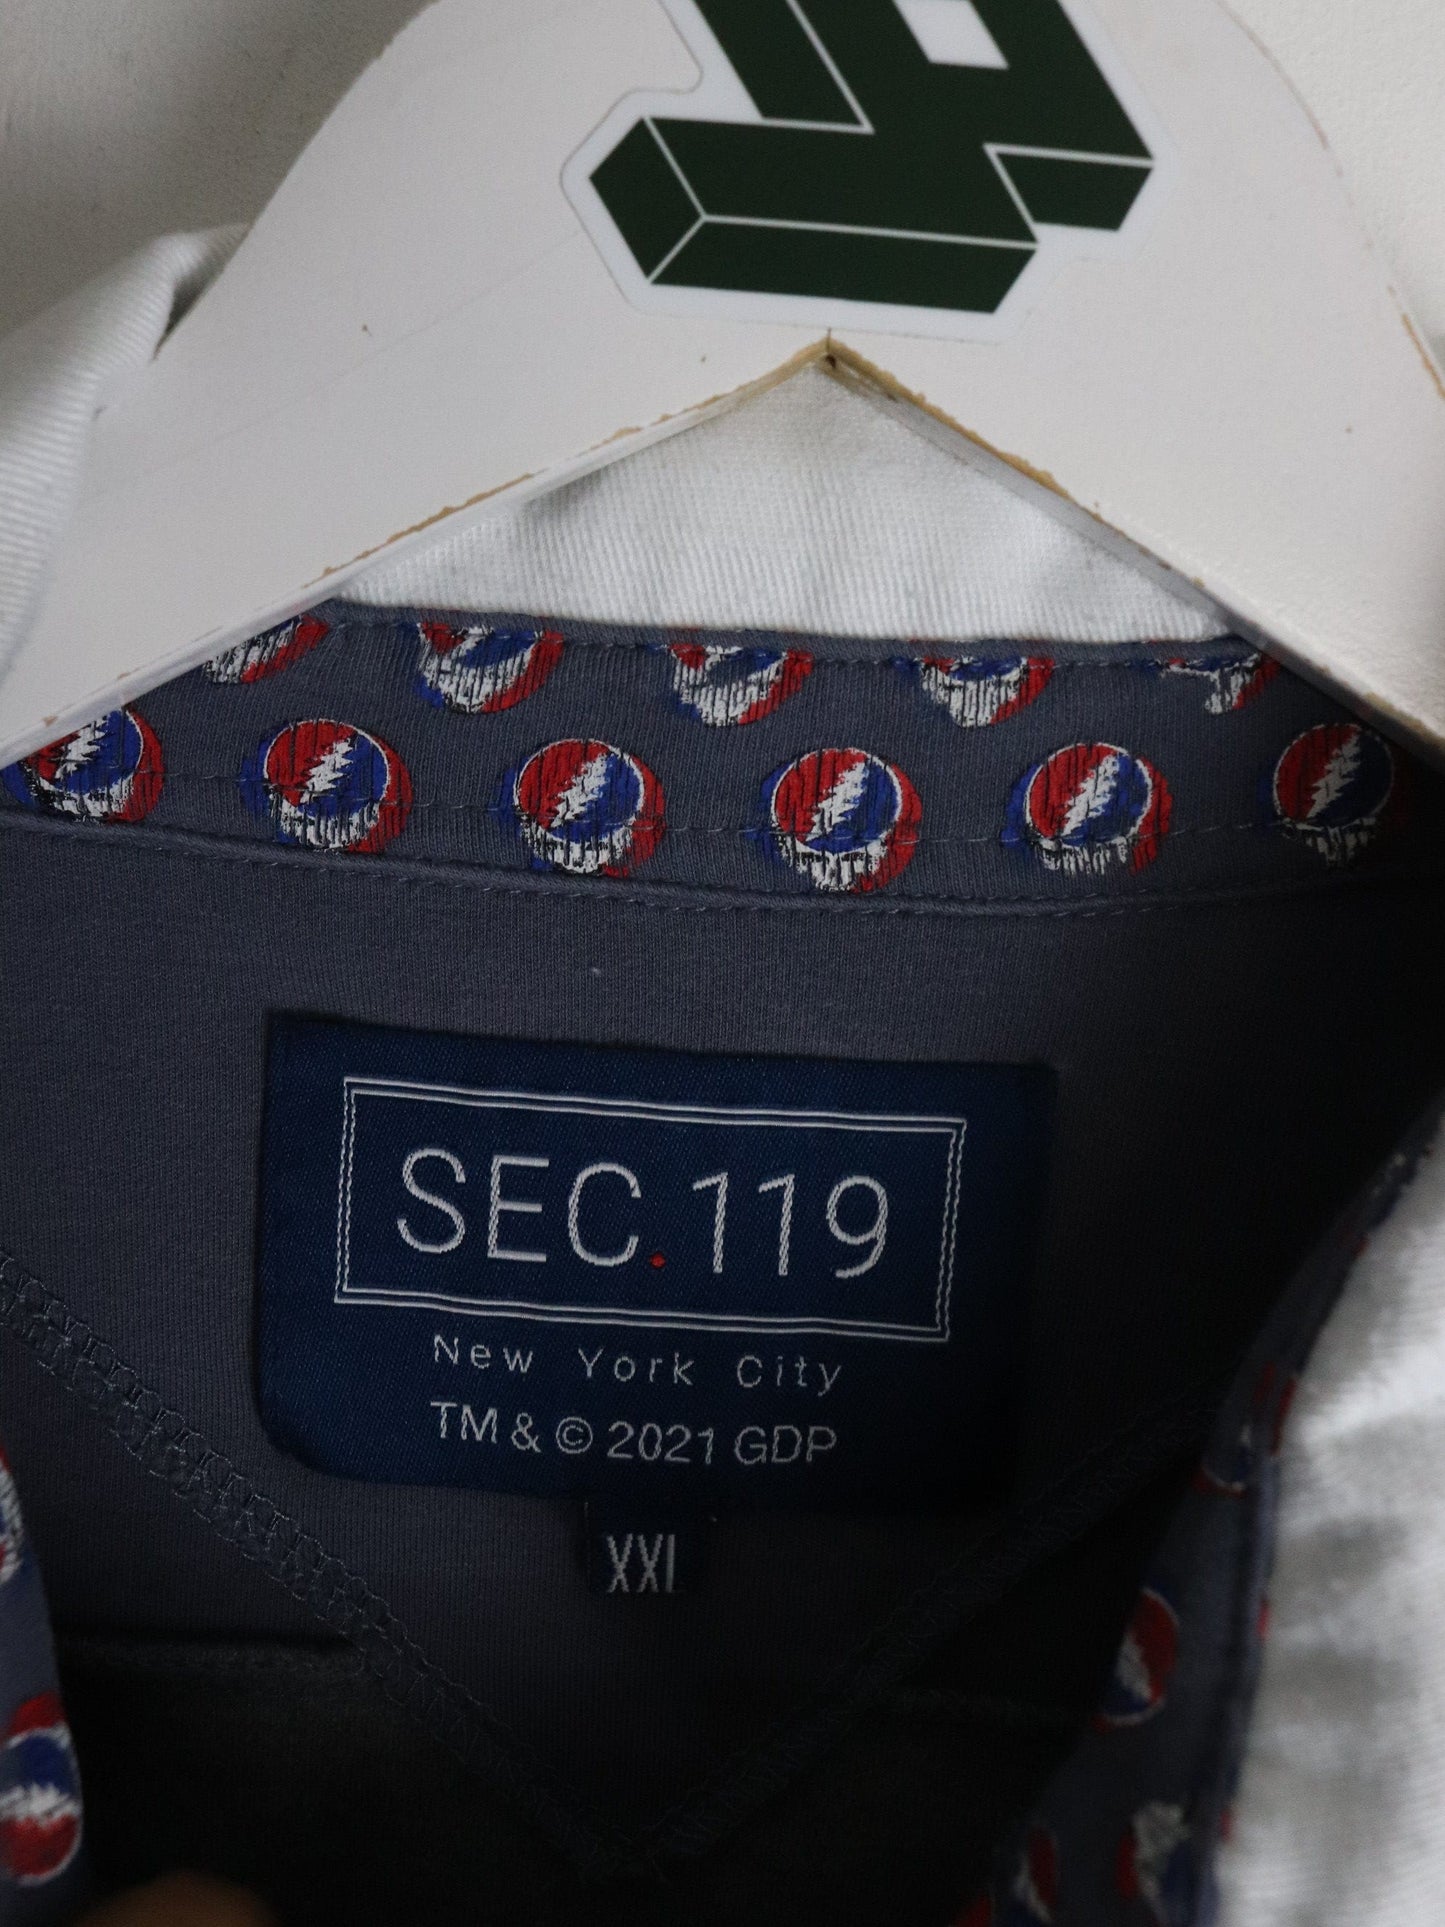 SEC.119
New York City
TM & © 2021 GDP
XXL